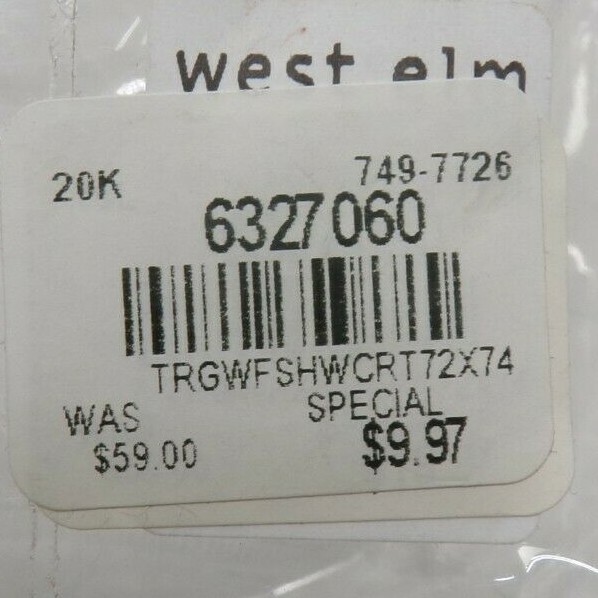 west elm
20K 749-7726
6327060
TRGWFSHWCRT72X74
WAS SPECIAL
$59.00 $9.97